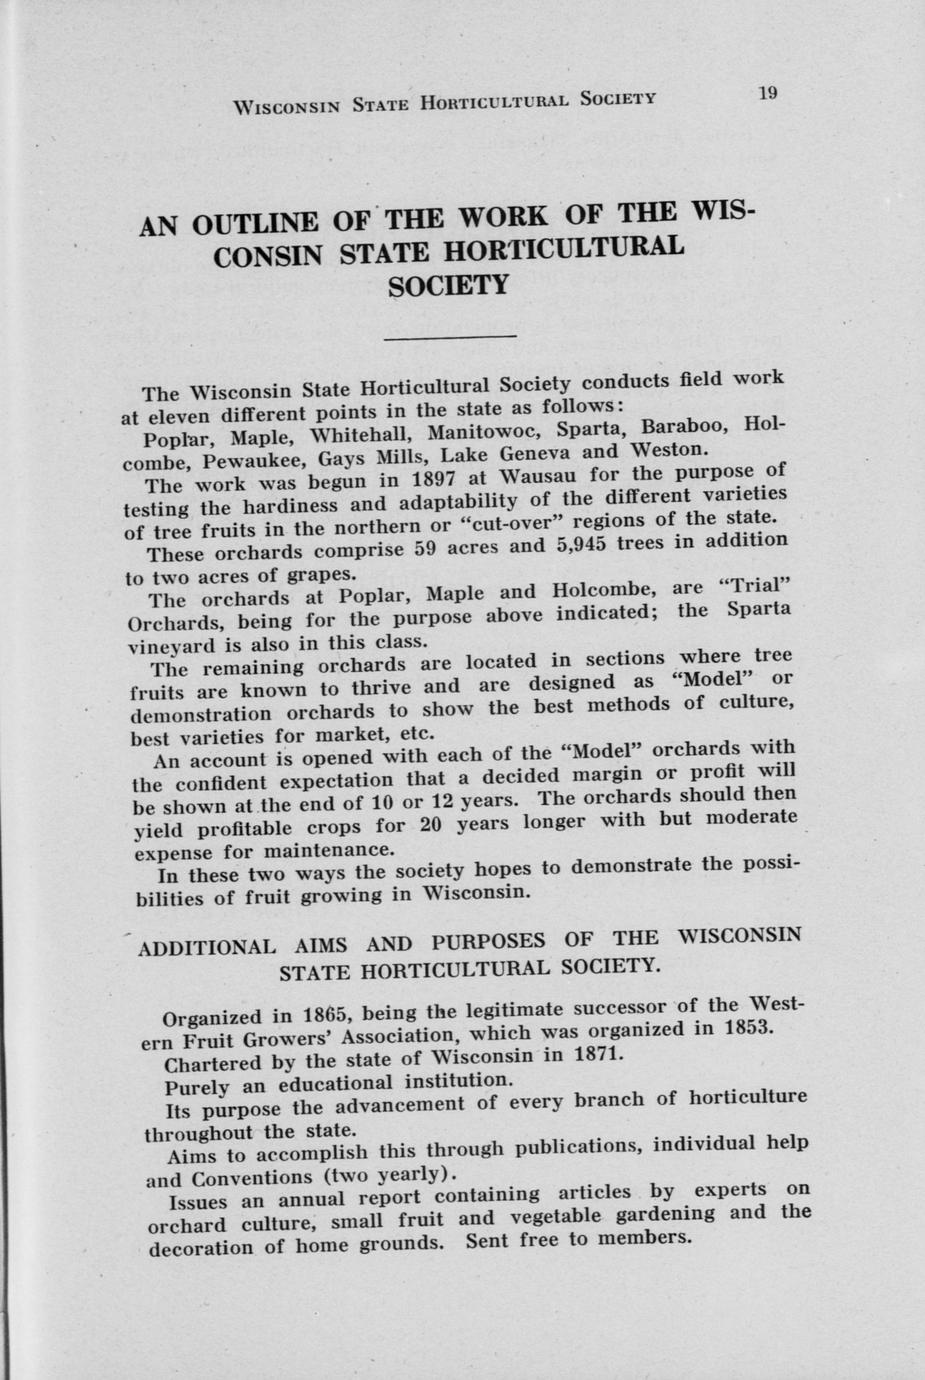 WISCONSIN STATE HORTICULTURAL SOCIETY 19
AN OUTLINE OF THE WORK OF THE WIS-
CONSIN STATE HORTICULTURAL
SOCIETY
The Wisconsin State Horticultural Society conducts field work
at eleven different points in the state as follows:
Poplar, Maple, Whitehall, Manitowoc, Sparta, Baraboo, Hol-
combe, Pewaukee, Gays Mills, Lake Geneva and Weston.
The work was begun in 1897 at Wausau for the purpose of
testing the hardiness and adaptability of the different varieties
of tree fruits in the northern or “cut-over” regions of the state.
These orchards comprise 59 acres and 5,945 trees in addition
to two acres of grapes.
The orchards at Poplar, Maple and Holcombe, are “Trial”
Orchards, being for the purpose above indicated; the Sparta
vineyard is also in this class.
The remaining orchards are located in sections where tree
fruits are known to thrive and are designed as “Model” or
demonstration orchards to show the best methods of culture,
best varieties for market, etc.
An account is opened with each of the “Model” orchards with
the confident expectation that a decided margin or profit will
be shown at the end of 10 or 12 years. The orchards should then
yield profitable crops for 20 years longer with but moderate
expense for maintenance.
In these two ways the society hopes to demonstrate the possi-
bilities of fruit growing in Wisconsin.
ADDITIONAL AIMS AND PURPOSES OF THE WISCONSIN
STATE HORTICULTURAL SOCIETY.
Organized in 1865, being the legitimate successor of the West-
ern Fruit Growers’ Association, which was organized in 1853.
Chartered by the state of Wisconsin in 1871.
Purely an educational institution.
Its purpose the advancement of every branch of horticulture
throughout the state.
Aims to accomplish this through publications, individual help
and Conventions (two yearly).
Issues an annual report containing articles by experts on
orchard culture, small fruit and vegetable gardening and the
decoration of home grounds. Sent free to members.